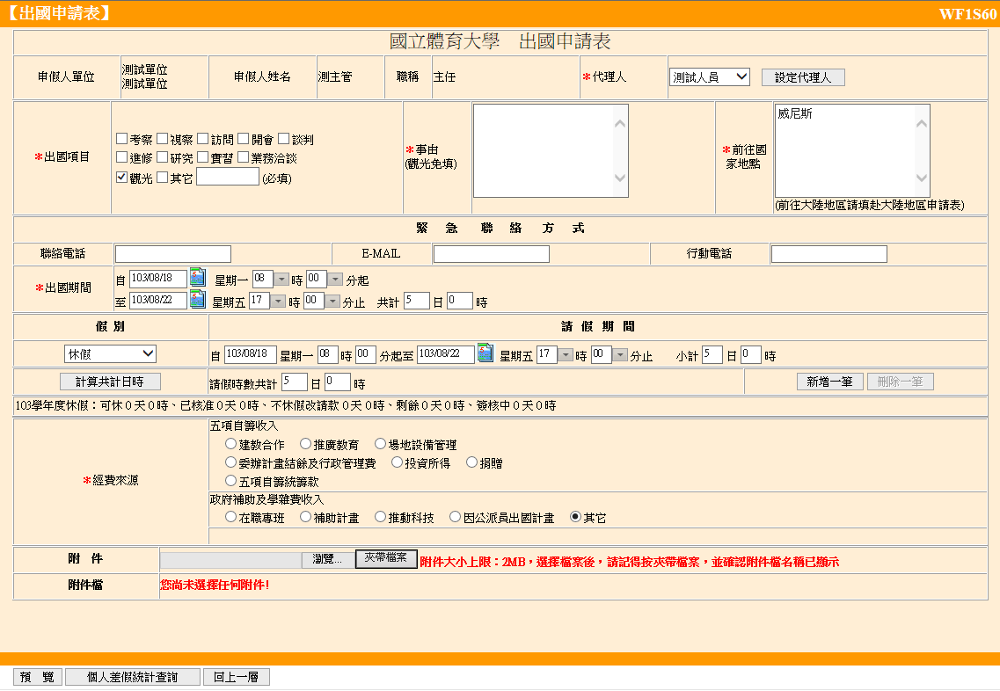 【出國申請表】 WF1S60
國立體育大學 出國申請表
申假人單位 測試單位 測試單位 申假人姓名 測主管 職稱 主任 *代理人 測試人員 設定代理人
*出國項目
考察 視察 訪問 開會 談判
進修 研究 實習 業務洽談
觀光 其它 (必填)
*事由
(觀光免填)
*前往國
家地點
威尼斯
(前往大陸地區請填赴大陸地區申請表)
緊 急 聯 絡 方 式
聯絡電話 E-MAIL 行動電話
*出國期間
自 103/08/18 星期一 08 時 00 分起
至 103/08/22 星期五 17 時 00 分止 共計 5 日 0 時
假 別 請 假 期 間
休假 自 103/08/18 星期一 08 時 00 分起至 103/08/22 星期五 17 時 00 分止 小計 5 日 0 時
計算共計日時 請假時數共計 5 日 0 時 新增一筆 刪除一筆
103學年度休假：可休０天０時、已核准０天０時、不休假改請款０天０時、剩餘０天０時、簽核中０天０時
*經費來源
五項自籌收入
建教合作 推廣教育 場地設備管理
委辦計畫結餘及行政管理費 投資所得 捐贈
五項自籌統籌款
政府補助及學雜費收入
在職專班 補助計畫 推動科技 因公派員出國計畫 其它
附 件 瀏覽... 夾帶檔案 附件大小上限：2MB，選擇檔案後，請記得按夾帶檔案，並確認附件檔名稱已顯示
附件檔 您尚未選擇任何附件!
預 覽 個人差假統計查詢 回上一層